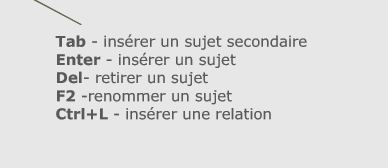 Tab - insérer un sujet secondaire
Enter - insérer un sujet
Del- retirer un sujet
F2 -renommer un sujet
Ctrl+L - insérer une relation